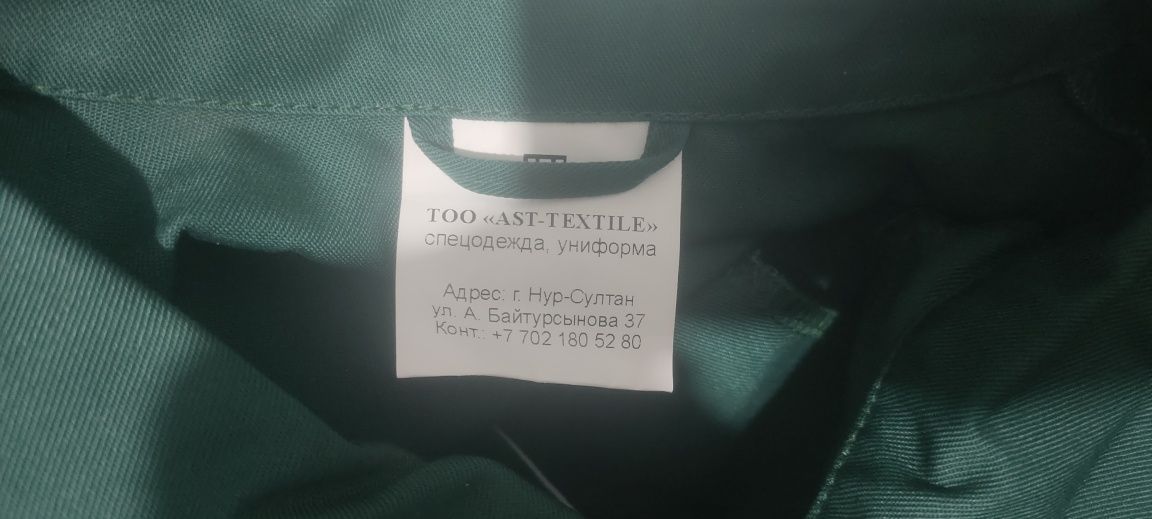 ТОО «AST-TEXTILE»
спецодежда, униформа
Адрес: г. Нур-Султан
ул. А. Байтурсынова 37
Конт.: +7 702 180 52 80